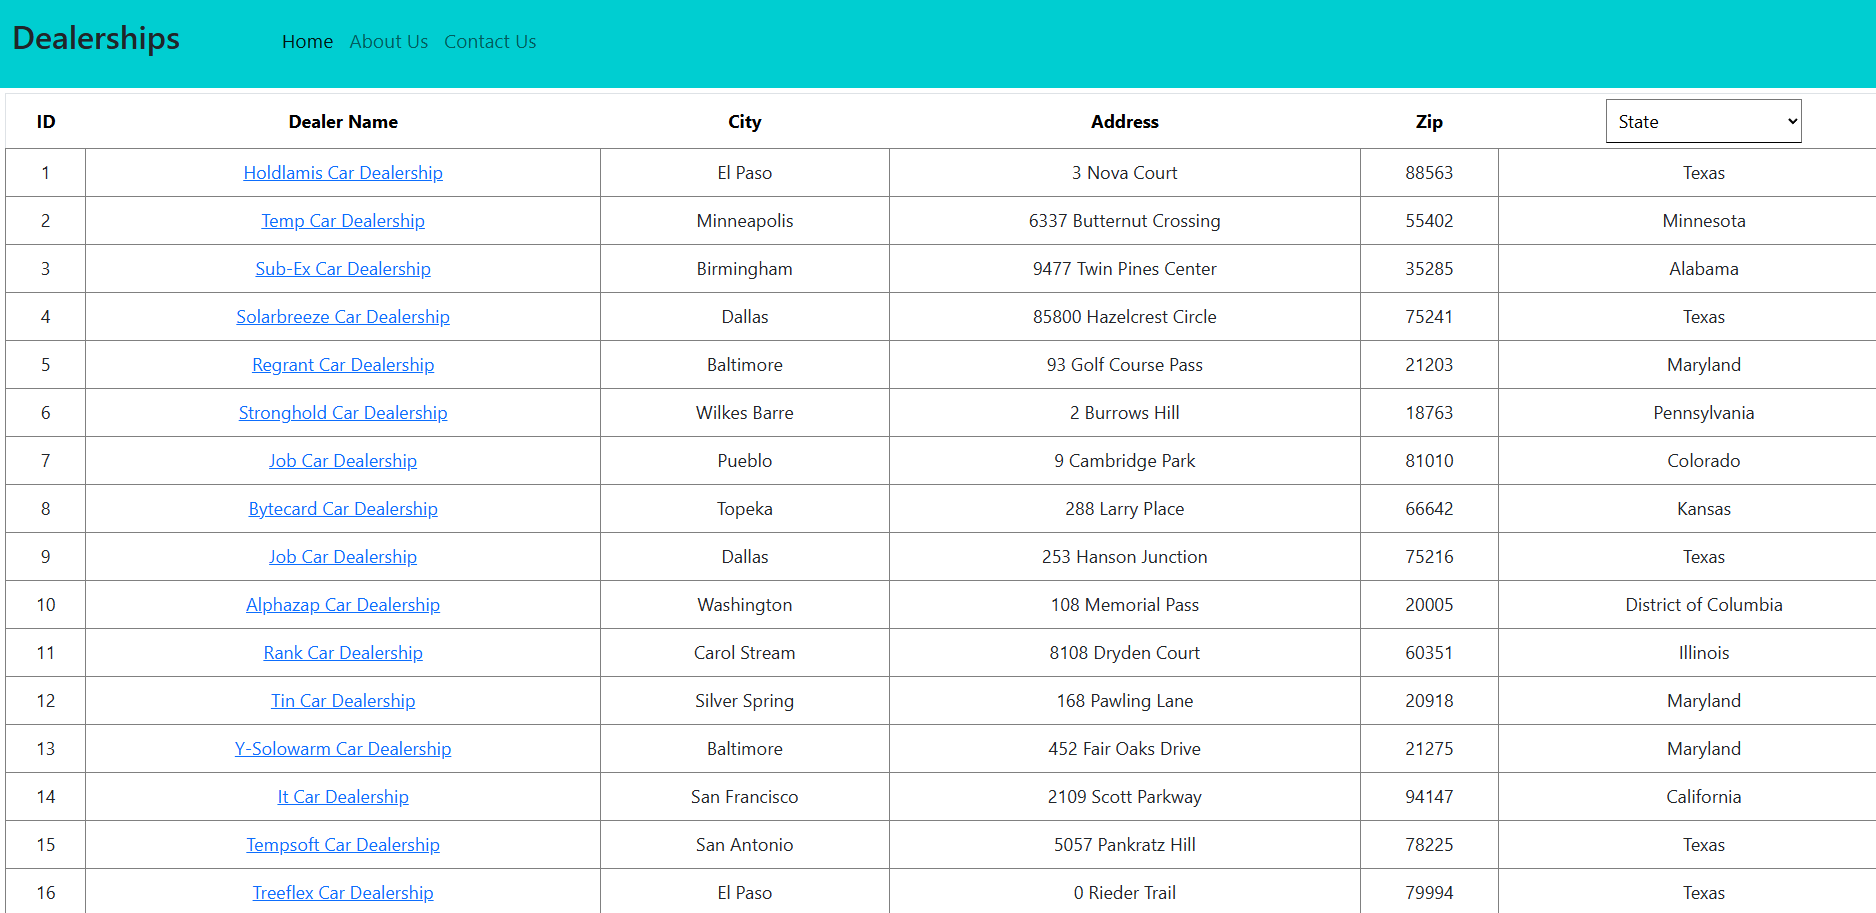 Dealerships Home About Us Contact Us
ID Dealer Name City Address Zip State
1 Holdlamis Car Dealership El Paso 3 Nova Court 88563 Texas
2 Temp Car Dealership Minneapolis 6337 Butternut Crossing 55402 Minnesota
3 Sub-Ex Car Dealership Birmingham 9477 Twin Pines Center 35285 Alabama
4 Solarbreeze Car Dealership Dallas 85800 Hazelcrest Circle 75241 Texas
5 Regrant Car Dealership Baltimore 93 Golf Course Pass 21203 Maryland
6 Stronghold Car Dealership Wilkes Barre 2 Burrows Hill 18763 Pennsylvania
7 Job Car Dealership Pueblo 9 Cambridge Park 81010 Colorado
8 Bytecard Car Dealership Topeka 288 Larry Place 66642 Kansas
9 Job Car Dealership Dallas 253 Hanson Junction 75216 Texas
10 Alphazap Car Dealership Washington 108 Memorial Pass 20005 District of Columbia
11 Rank Car Dealership Carol Stream 8108 Dryden Court 60351 Illinois
12 Tin Car Dealership Silver Spring 168 Pawling Lane 20918 Maryland
13 Y-Solowarm Car Dealership Baltimore 452 Fair Oaks Drive 21275 Maryland
14 It Car Dealership San Francisco 2109 Scott Parkway 94147 California
15 Tempsoft Car Dealership San Antonio 5057 Pankratz Hill 78225 Texas
16 Treeflex Car Dealership El Paso 0 Rieder Trail 79994 Texas